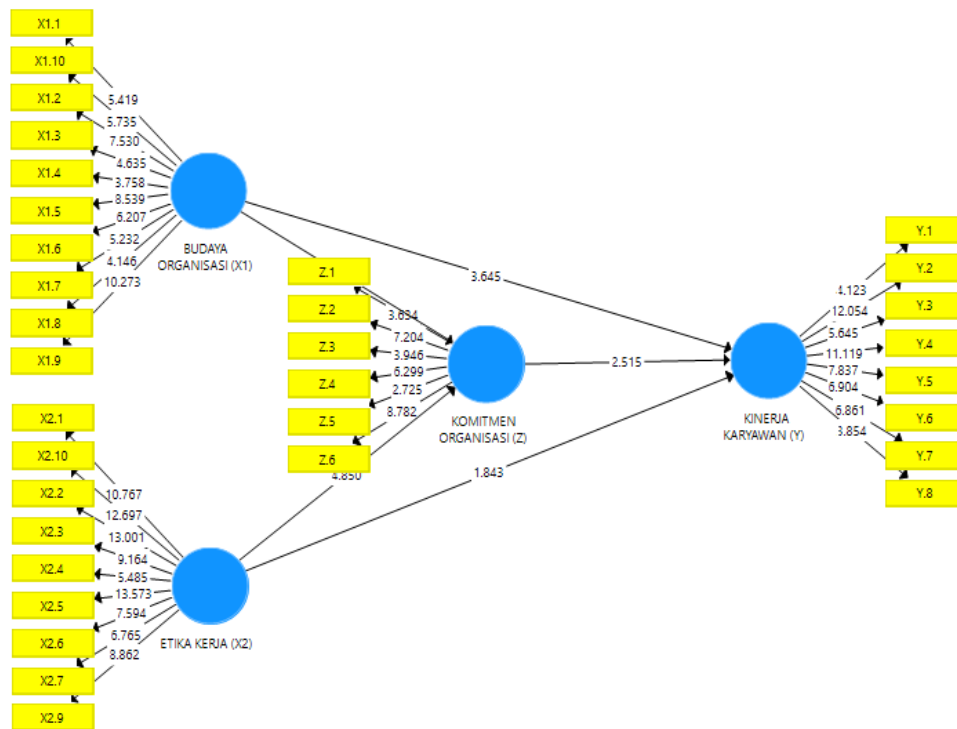 X1.1
X1.10
X1.2
X1.3
X1.4
X1.5
X1.6
X1.7
X1.8
X1.9
5.419
5.735
7.530
4.635
3.758
8.539
6.207
5.232
4.146
10.273
BUDAYA
ORGANISASI (X1)
X2.1
X2.10
X2.2
X2.3
X2.4
X2.5
X2.6
X2.7
X2.9
10.767
12.697
13.001
9.164
5.485
13.573
7.594
6.765
8.862
ETIKA KERJA (X2)
Z.1
Z.2
Z.3
Z.4
Z.5
Z.6
3.634
7.204
3.946
6.299
2.725
8.782
KOMITMEN
ORGANISASI (Z)
4.850
3.645
2.515
1.843
KINERJA
KARYAWAN (Y)
4.123
12.054
5.645
11.119
7.837
6.904
6.861
3.854
Y.1
Y.2
Y.3
Y.4
Y.5
Y.6
Y.7
Y.8